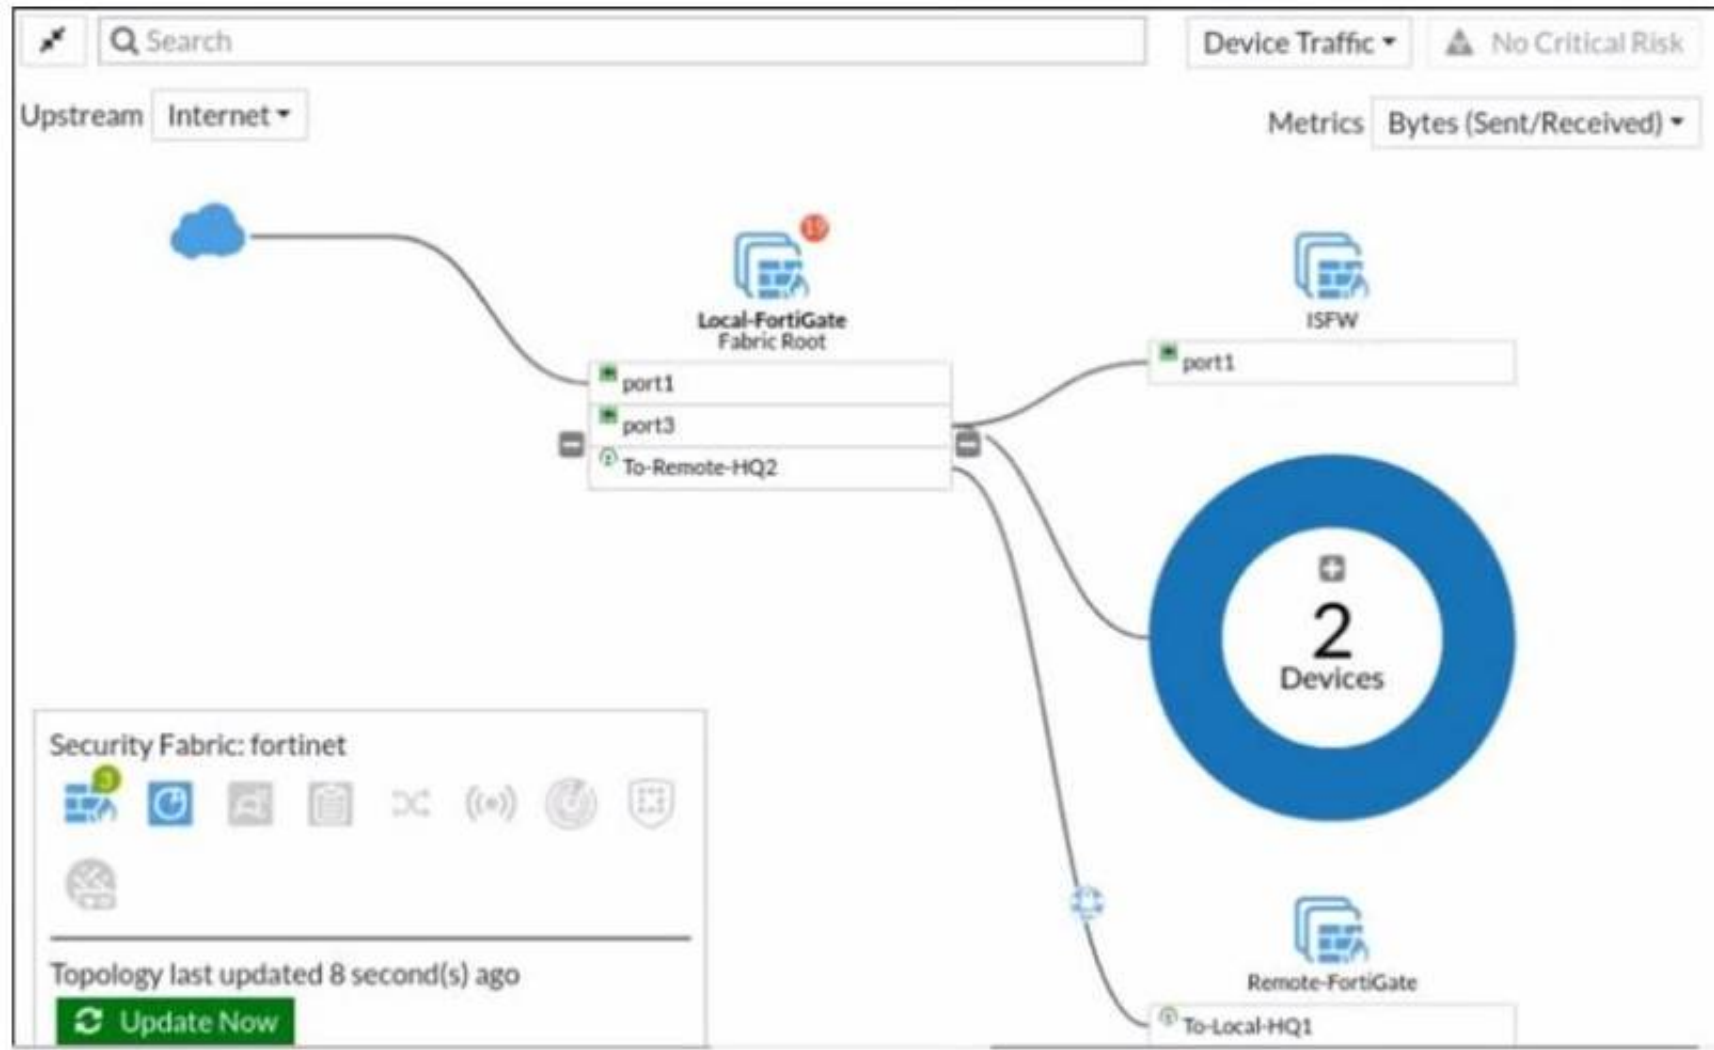 Search
Device Traffic
No Critical Risk
Upstream
Internet
Metrics
Bytes (Sent/Received)
19
Local-FortiGate
Fabric Root
port1
port3
To-Remote-HQ2
ISFW
port1
2
Devices
Security Fabric: fortinet
3
Topology last updated 8 second(s) ago
Update Now
Remote-FortiGate
To-Local-HQ1